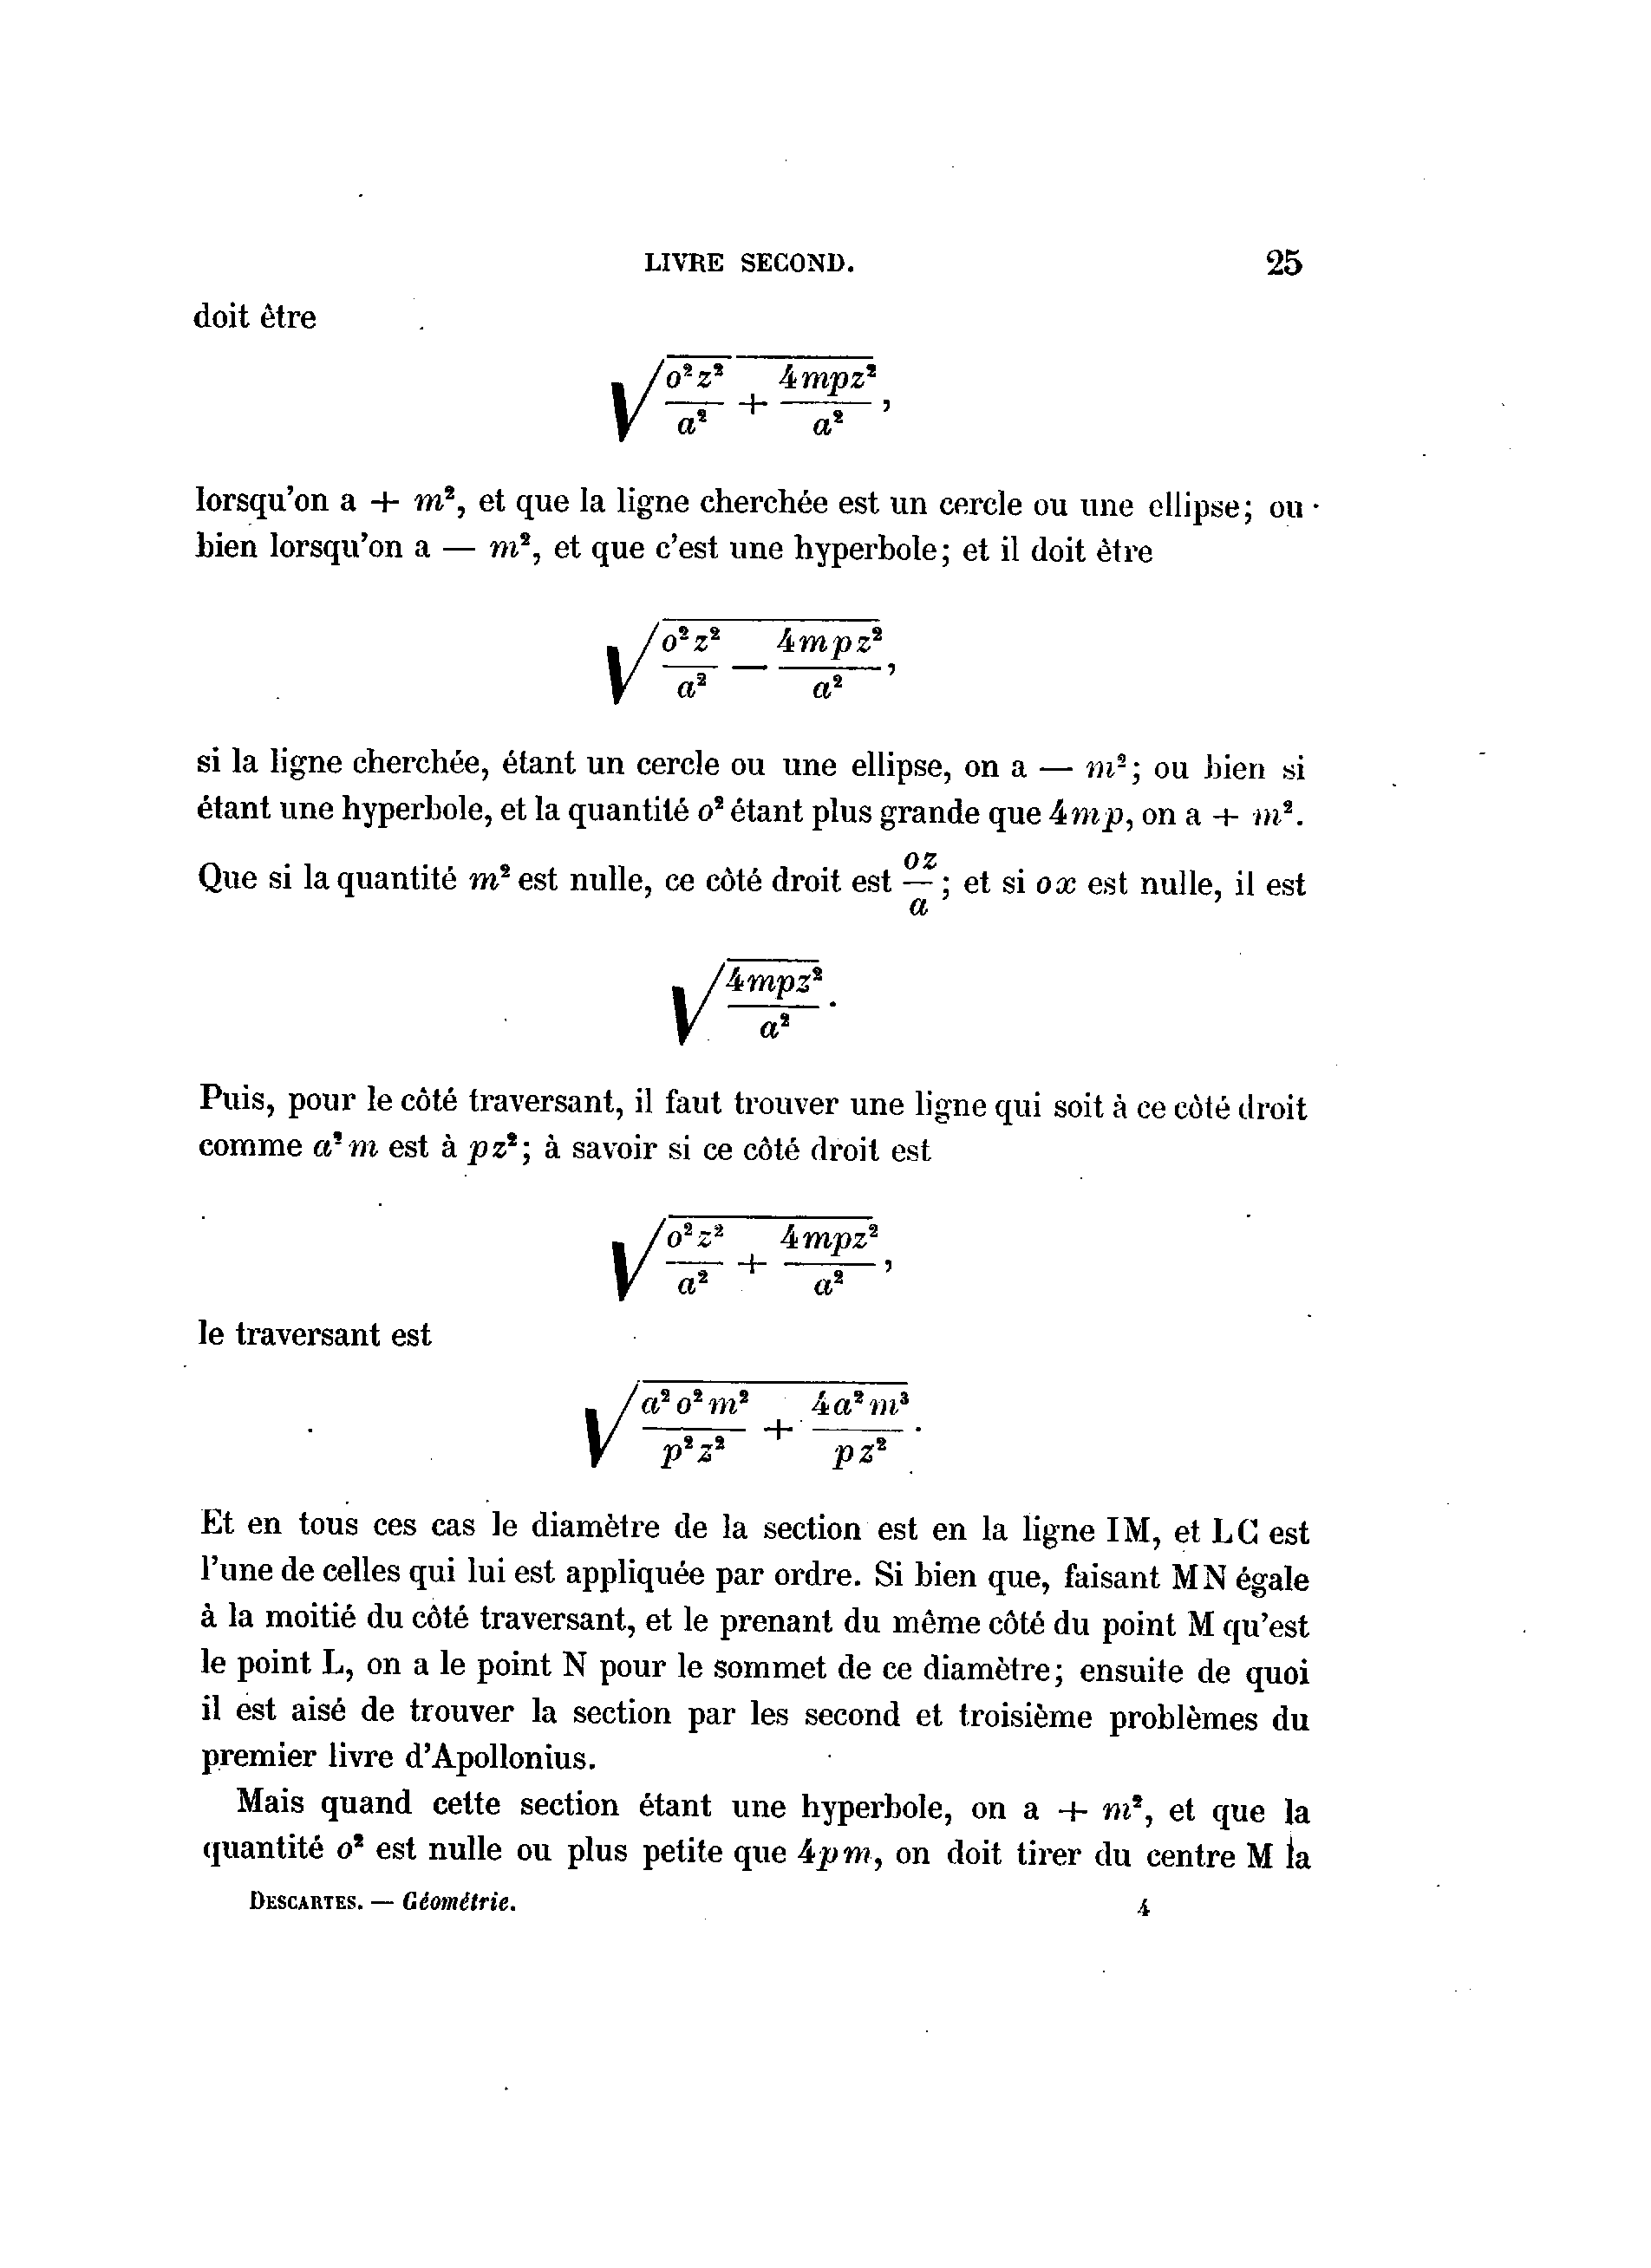 LIVRE SECOND. 25
doit être
$\sqrt{\frac{o^2z^2}{a^2} + \frac{4mpz^2}{a^2}}$,
lorsqu'on a + $m^2$, et que la ligne cherchée est un cercle ou une ellipse; ou
bien lorsqu'on a — $m^2$, et que c'est une hyperbole; et il doit être
$\sqrt{\frac{o^2z^2}{a^2} - \frac{4mpz^2}{a^2}}$,
si la ligne cherchée, étant un cercle ou une ellipse, on a — $m^2$; ou bien si
étant une hyperbole, et la quantité $o^2$ étant plus grande que $4mp$, on a + $m^2$.
Que si la quantité $m^2$ est nulle, ce côté droit est $\frac{oz}{a}$; et si $ox$ est nulle, il est
$\sqrt{\frac{4mpz^2}{a^2}}$.
Puis, pour le côté traversant, il faut trouver une ligne qui soit à ce côté droit
comme $a^2m$ est à $pz^2$; à savoir si ce côté droit est
$\sqrt{\frac{o^2z^2}{a^2} + \frac{4mpz^2}{a^2}}$,
le traversant est
$\sqrt{\frac{a^2o^2m^2}{p^2z^2} + \frac{4a^2m^3}{pz^2}}$.
Et en tous ces cas le diamètre de la section est en la ligne IM, et LC est
l'une de celles qui lui est appliquée par ordre. Si bien que, faisant MN égale
à la moitié du côté traversant, et le prenant du même côté du point M qu'est
le point L, on a le point N pour le sommet de ce diamètre; ensuite de quoi
il est aisé de trouver la section par les second et troisième problèmes du
premier livre d'Apollonius.
Mais quand cette section étant une hyperbole, on a + $m^2$, et que la
quantité $o^2$ est nulle ou plus petite que $4pm$, on doit tirer du centre M la
DESCARTES. — Géométrie. 4